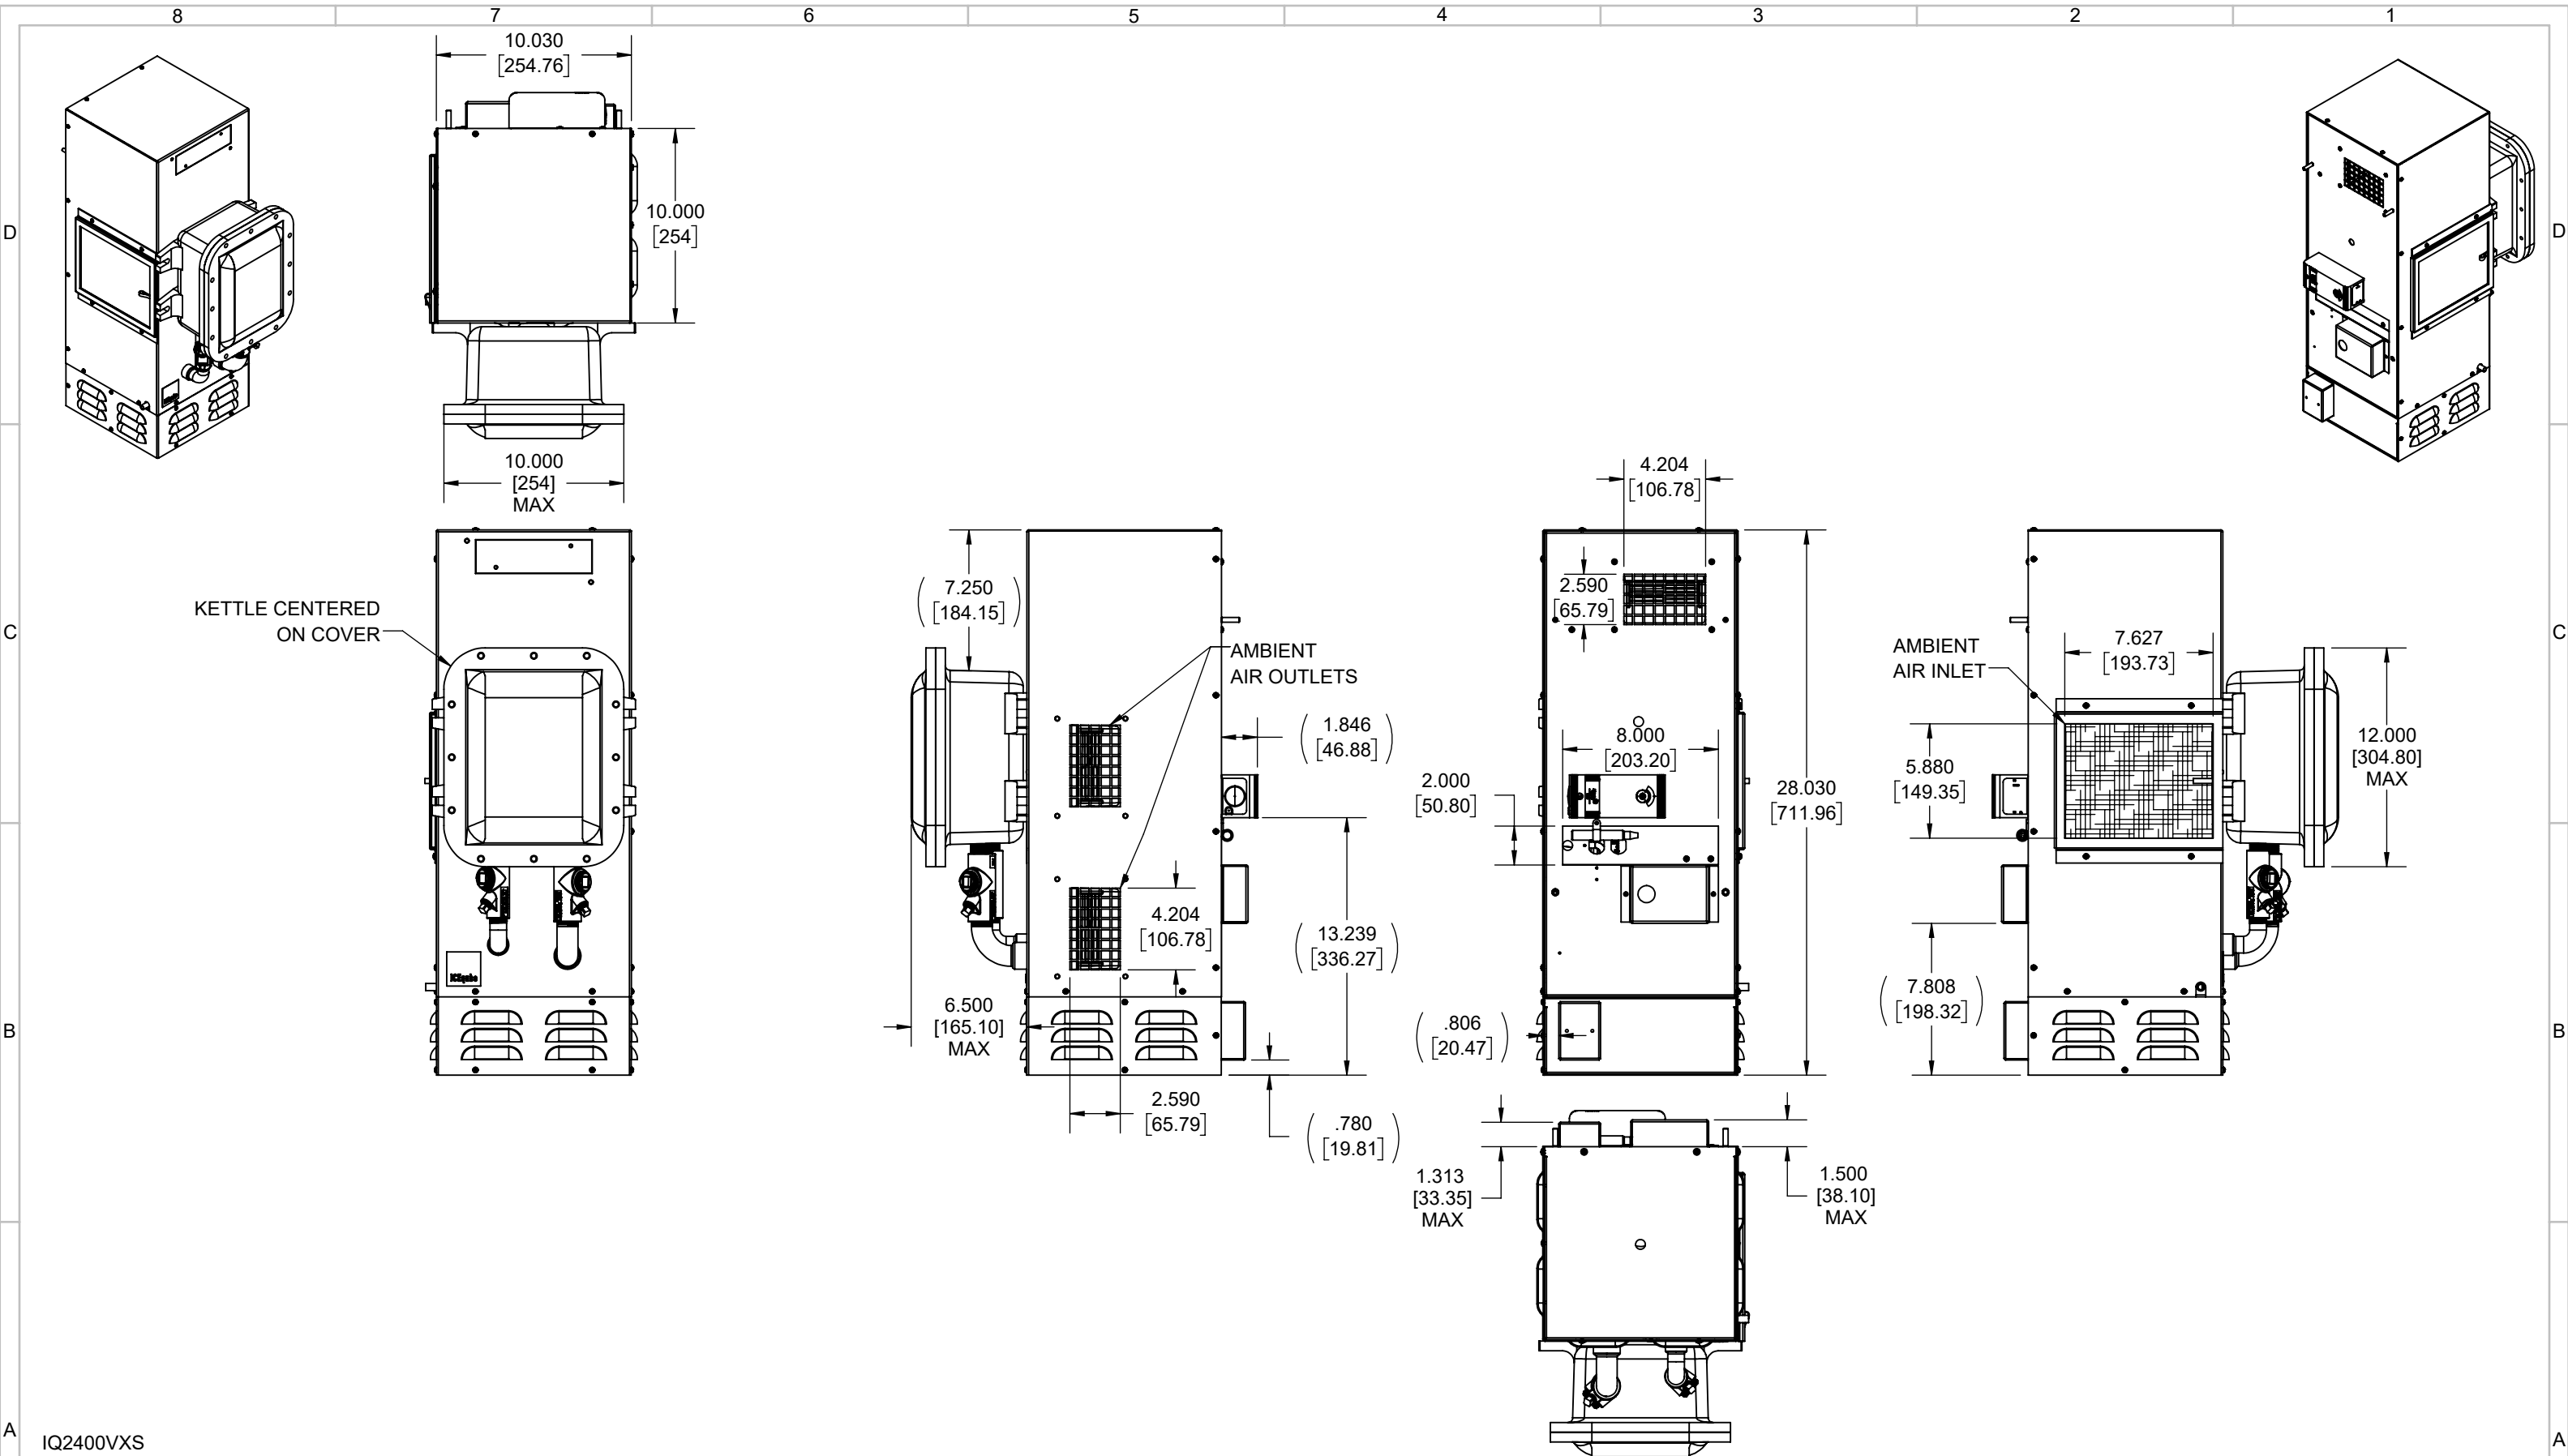 8
7
6
5
4
3
2
1
D
D
C
C
B
B
A
A
10.030
[254.76]
10.000
[254]
10.000
[254]
MAX
KETTLE CENTERED
ON COVER
(7.250
[184.15])
AMBIENT
AIR OUTLETS
(1.846
[46.88])
4.204
[106.78]
(13.239
[336.27])
6.500
[165.10]
MAX
2.590
[65.79]
(.780
[19.81])
4.204
[106.78]
2.590
[65.79]
8.000
[203.20]
2.000
[50.80]
28.030
[711.96]
(.806
[20.47])
1.313
[33.35]
MAX
1.500
[38.10]
MAX
AMBIENT
AIR INLET
7.627
[193.73]
5.880
[149.35]
12.000
[304.80]
MAX
(7.808
[198.32])
ICEqube
IQ2400VXS